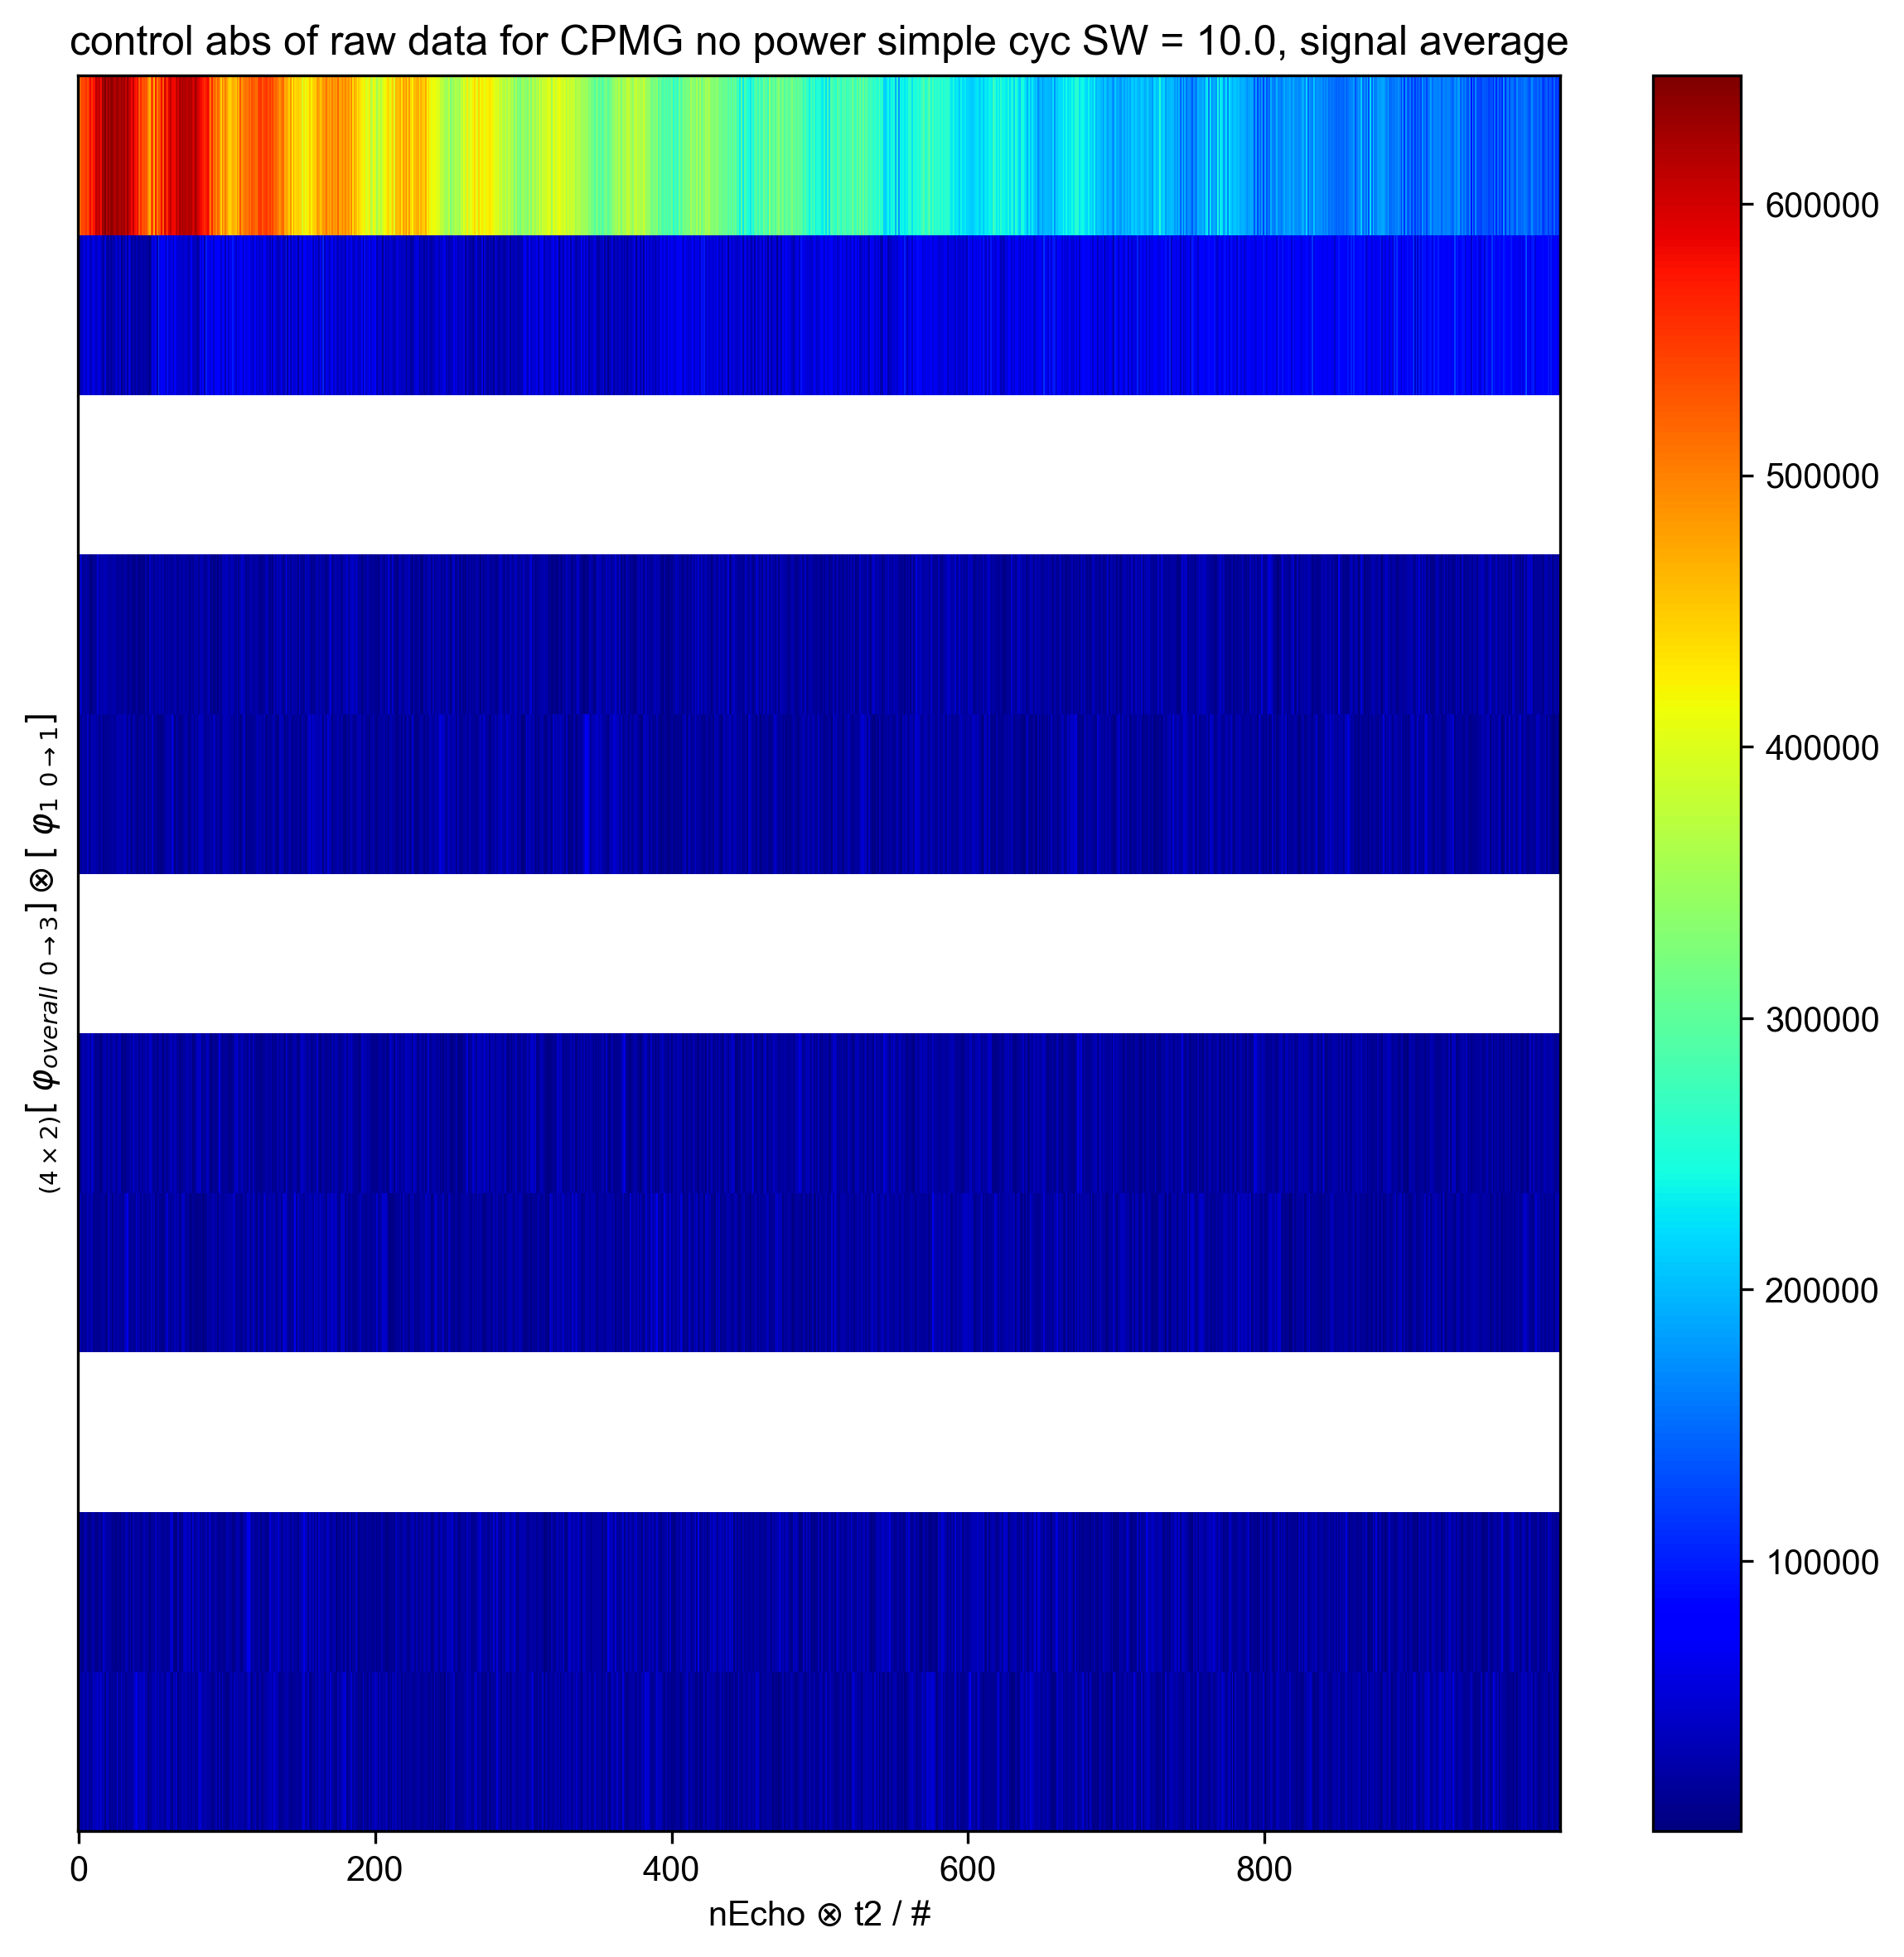 control abs of raw data for CPMG no power simple cyc SW = 10.0, signal average
(4×2)[ φoverall 0→3] ⊗ [ φ1 0→1]
600000
500000
400000
300000
200000
100000
0 200 400 600 800
nEcho ⊗ t2 / #